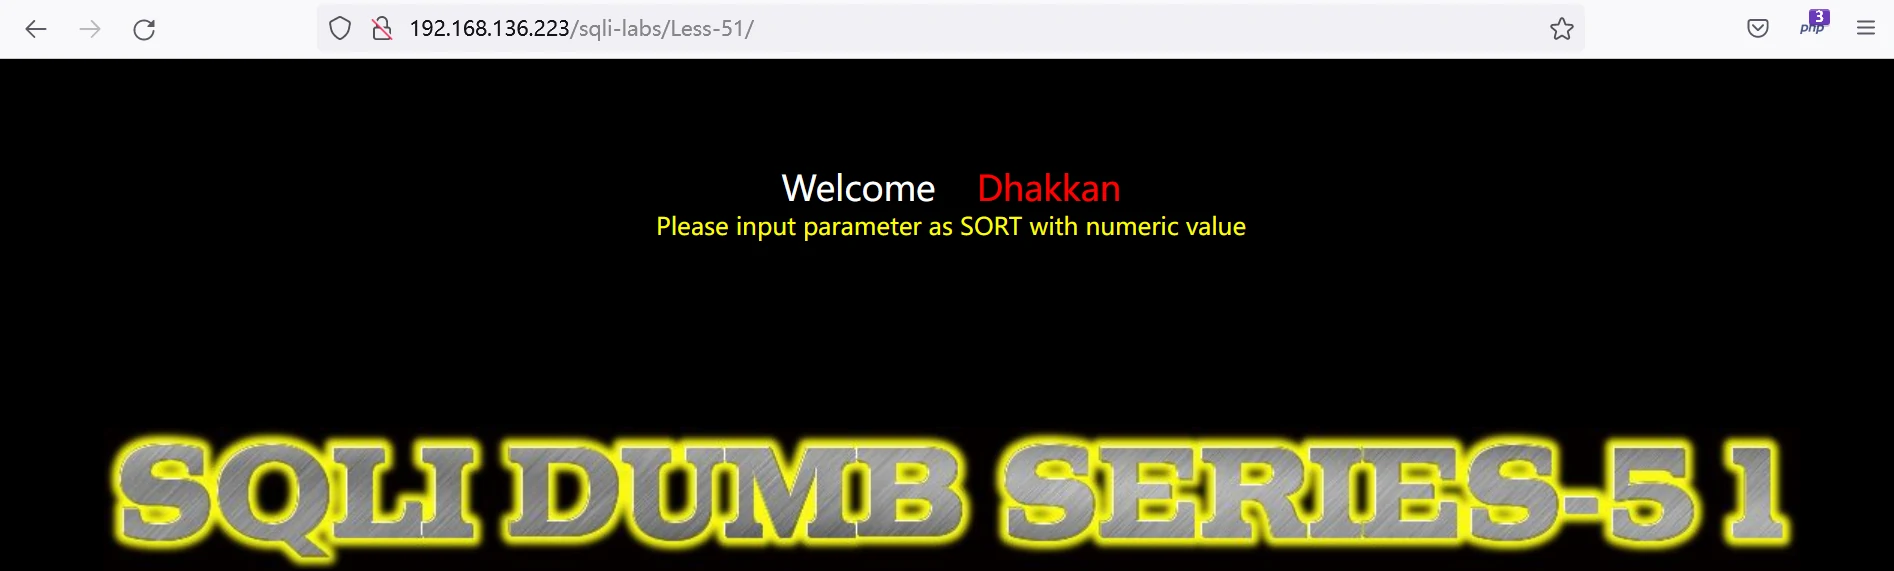 192.168.136.223/sqli-labs/Less-51/
3
php
Welcome Dhakkan
Please input parameter as SORT with numeric value
SQLI DUMB SERIES-51